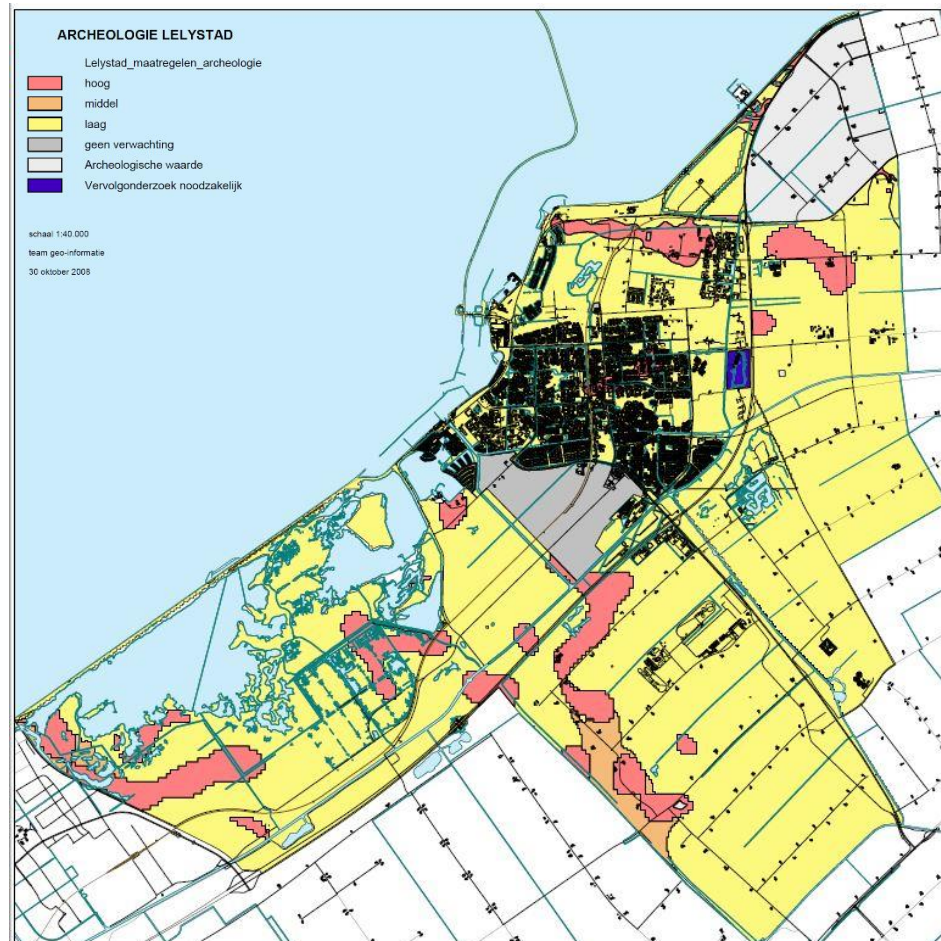 ARCHEOLOGIE LELYSTAD
Lelystad_maatregelen_archeologie
hoog
middel
laag
geen verwachting
Archeologische waarde
Vervolgonderzoek noodzakelijk
schaal 1:40.000
team geo-informatie
30 oktober 2008